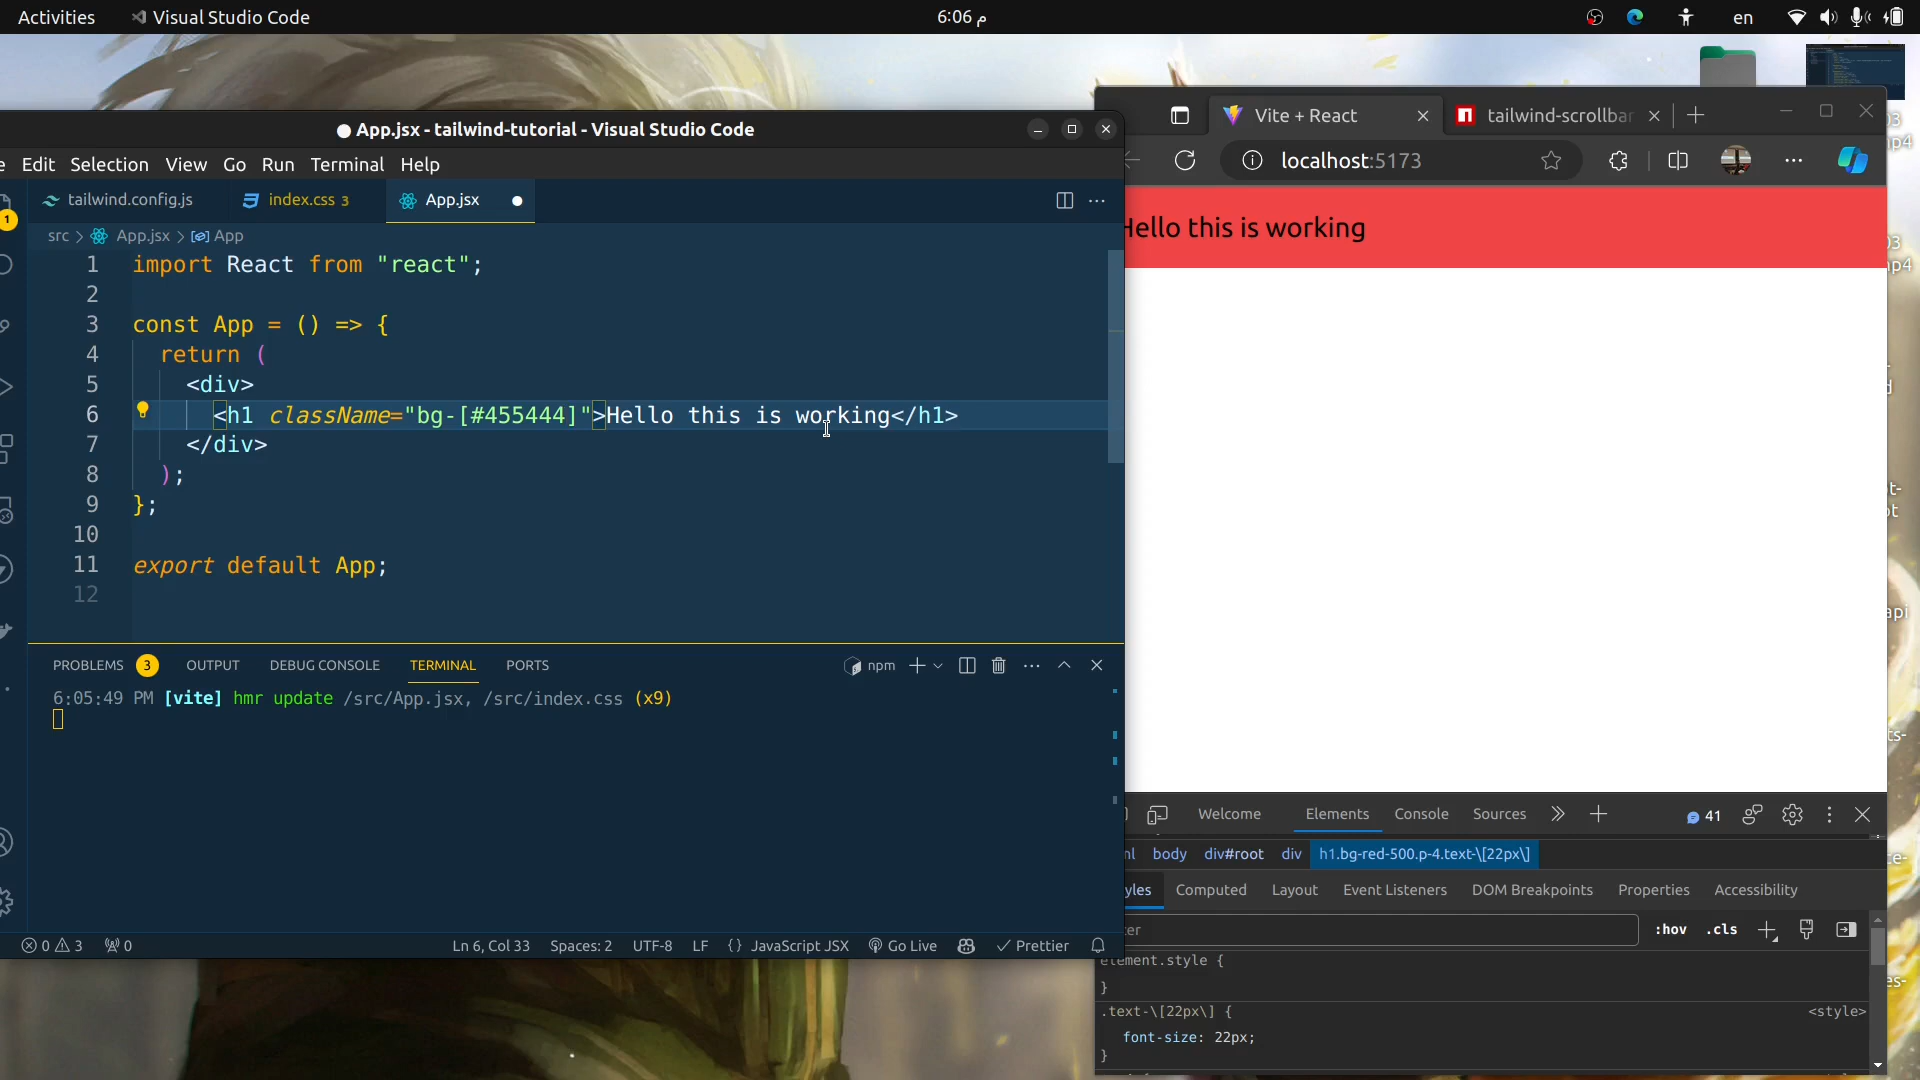 Activities Visual Studio Code 6:06 م en
App.jsx - tailwind-tutorial - Visual Studio Code
Edit Selection View Go Run Terminal Help
tailwind.config.js index.css 3 App.jsx
src > App.jsx > App
1 import React from "react";
2
3 const App = () => {
4 return (
5 <div>
6 <h1 className="bg-[#455444]">Hello this is working</h1>
7 </div>
8 );
9 };
10
11 export default App;
12
1
PROBLEMS 3 OUTPUT DEBUG CONSOLE TERMINAL PORTS npm
6:05:49 PM [vite] hmr update /src/App.jsx, /src/index.css (x9)
0 3 0 Ln 6, Col 33 Spaces: 2 UTF-8 LF {} JavaScript JSX Go Live Prettier
Vite + React tailwind-scrollbar
localhost:5173
Hello this is working
Welcome Elements Console Sources 41
body div#root div h1.bg-red-500.p-4.text-\[22px\]
Computed Layout Event Listeners DOM Breakpoints Properties Accessibility
:hov .cls
element.style {
}
.text-\[22px\] { <style>
font-size: 22px;
}